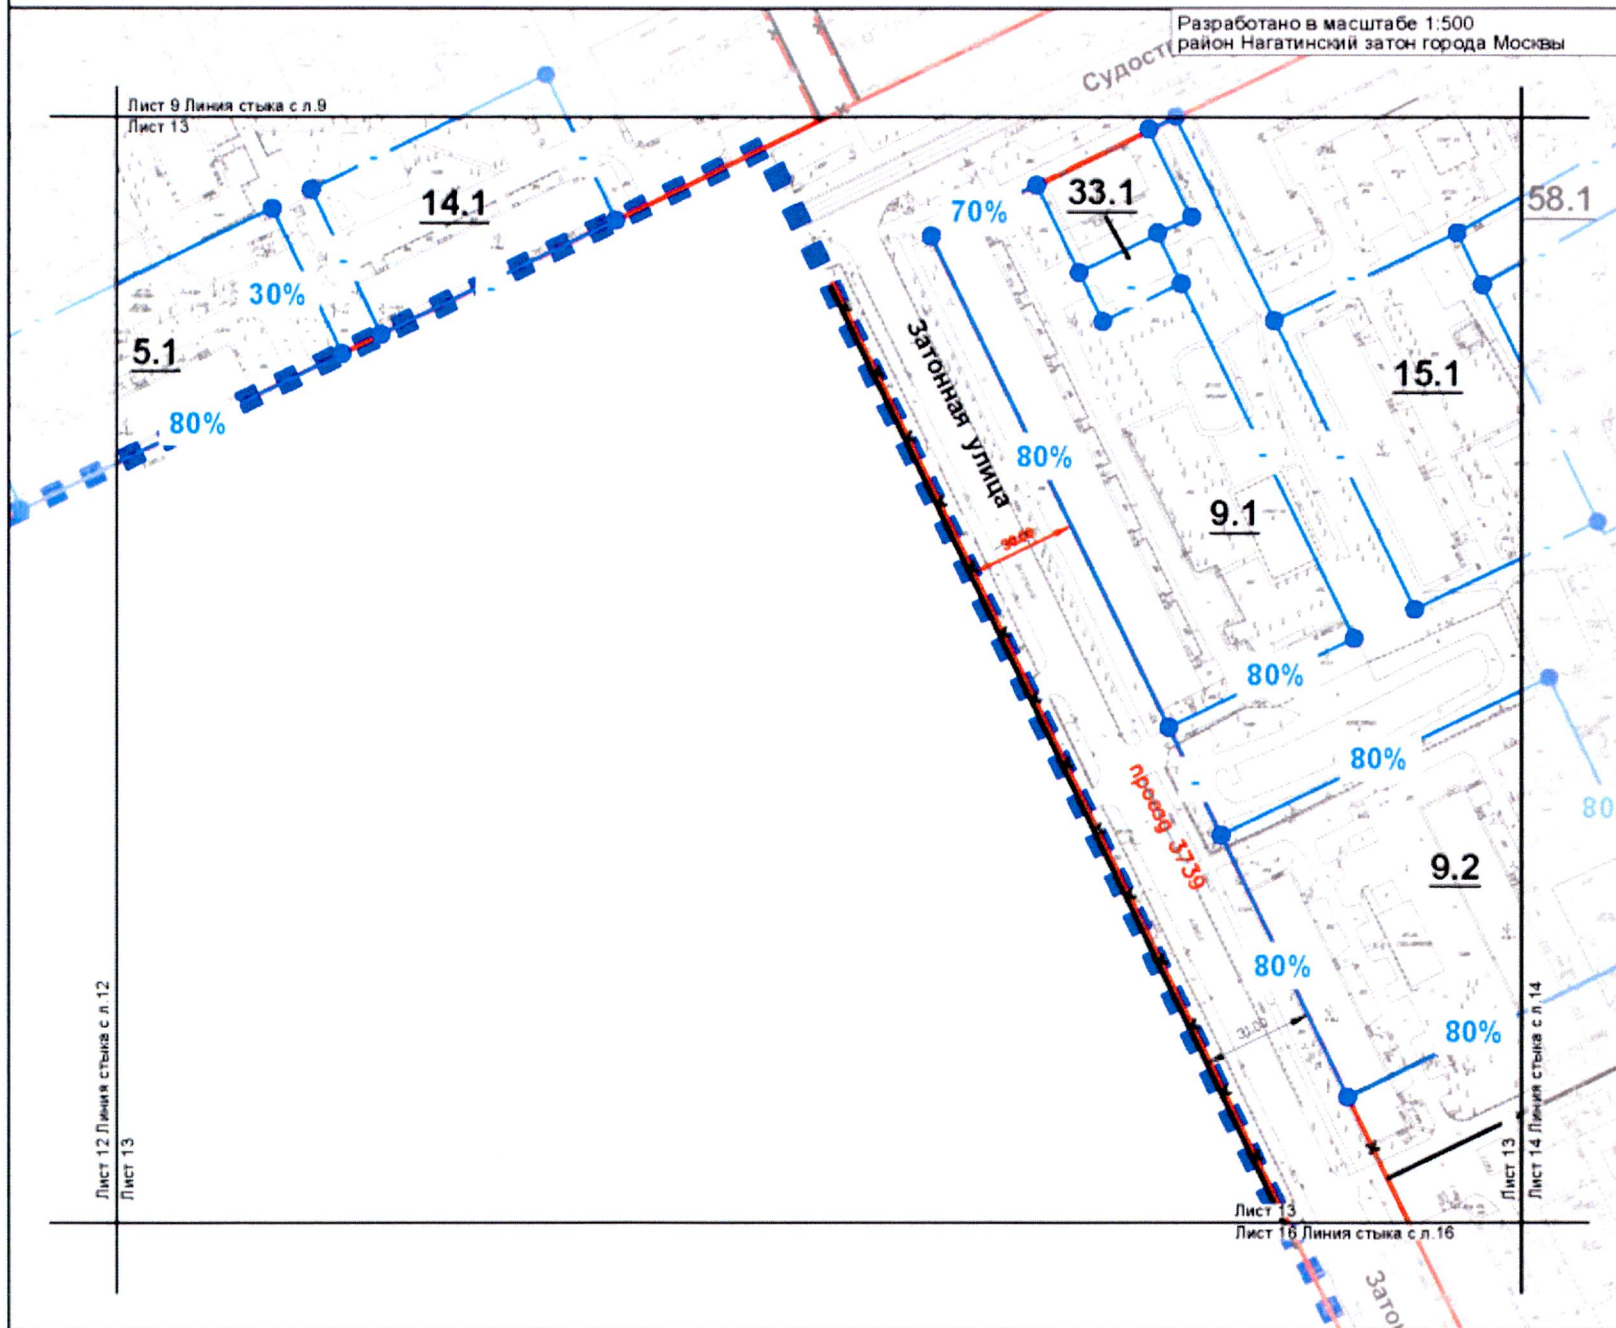 Разработано в масштабе 1:500
район Нагатинский затон города Москвы
Лист 9 Линия стыка с л.9
Лист 13
14.1
33.1
58.1
70%
30%
5.1
80%
Затонная улица
80%
15.1
9.1
80%
80%
проезд 3739
80
9.2
80%
31.00
80%
Лист 12 Линия стыка с л.12
Лист 13
Лист 13
Лист 14 Линия стыка с л.14
Лист 13
Лист 16 Линия стыка с л.16